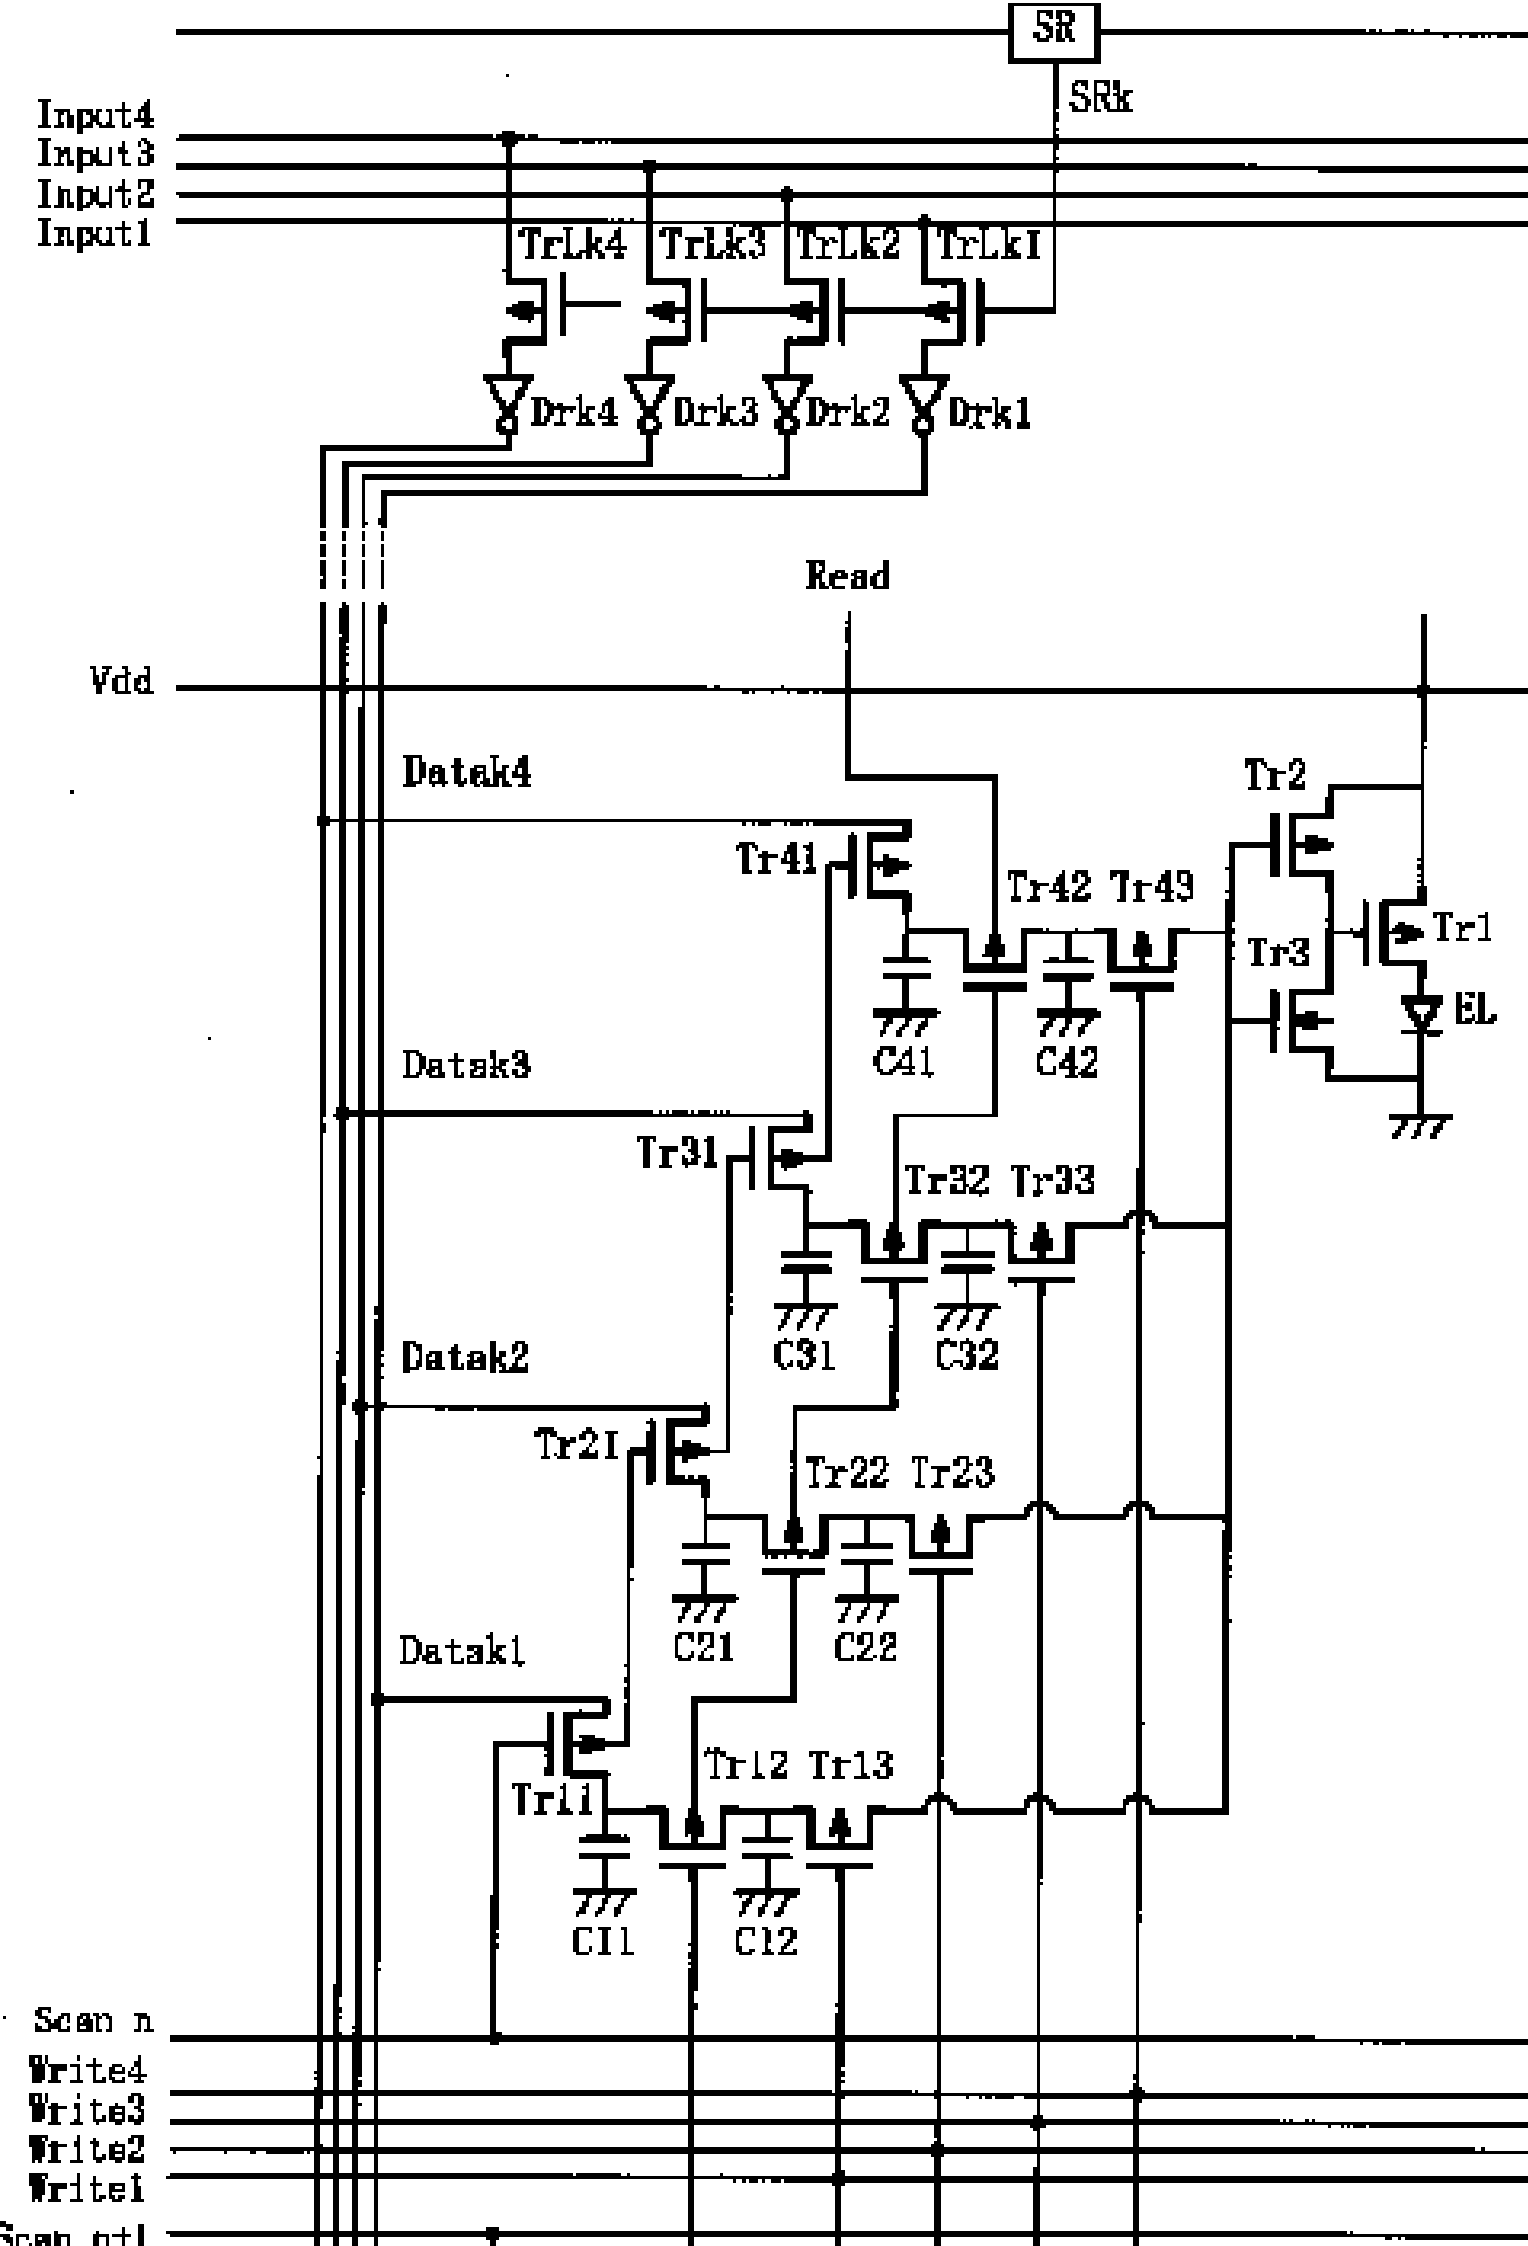 SR
SRk
Input4
Input3
Input2
Input1
TrLk4 TrLk3 TrLk2 TrLk1
Drk4 Drk3 Drk2 Drk1
Read
Vdd
Datak4
Tr2
Tr41
Tr42 Tr43
Tr1
Tr3
EL
C41 C42
Datak3
Tr31
Tr32 Tr33
C31 C32
Datak2
Tr21
Tr22 Tr23
C21 C22
Datak1
Tr12 Tr13
Tr11
C11 C12
Scan n
Write4
Write3
Write2
Write1
Scan n+1